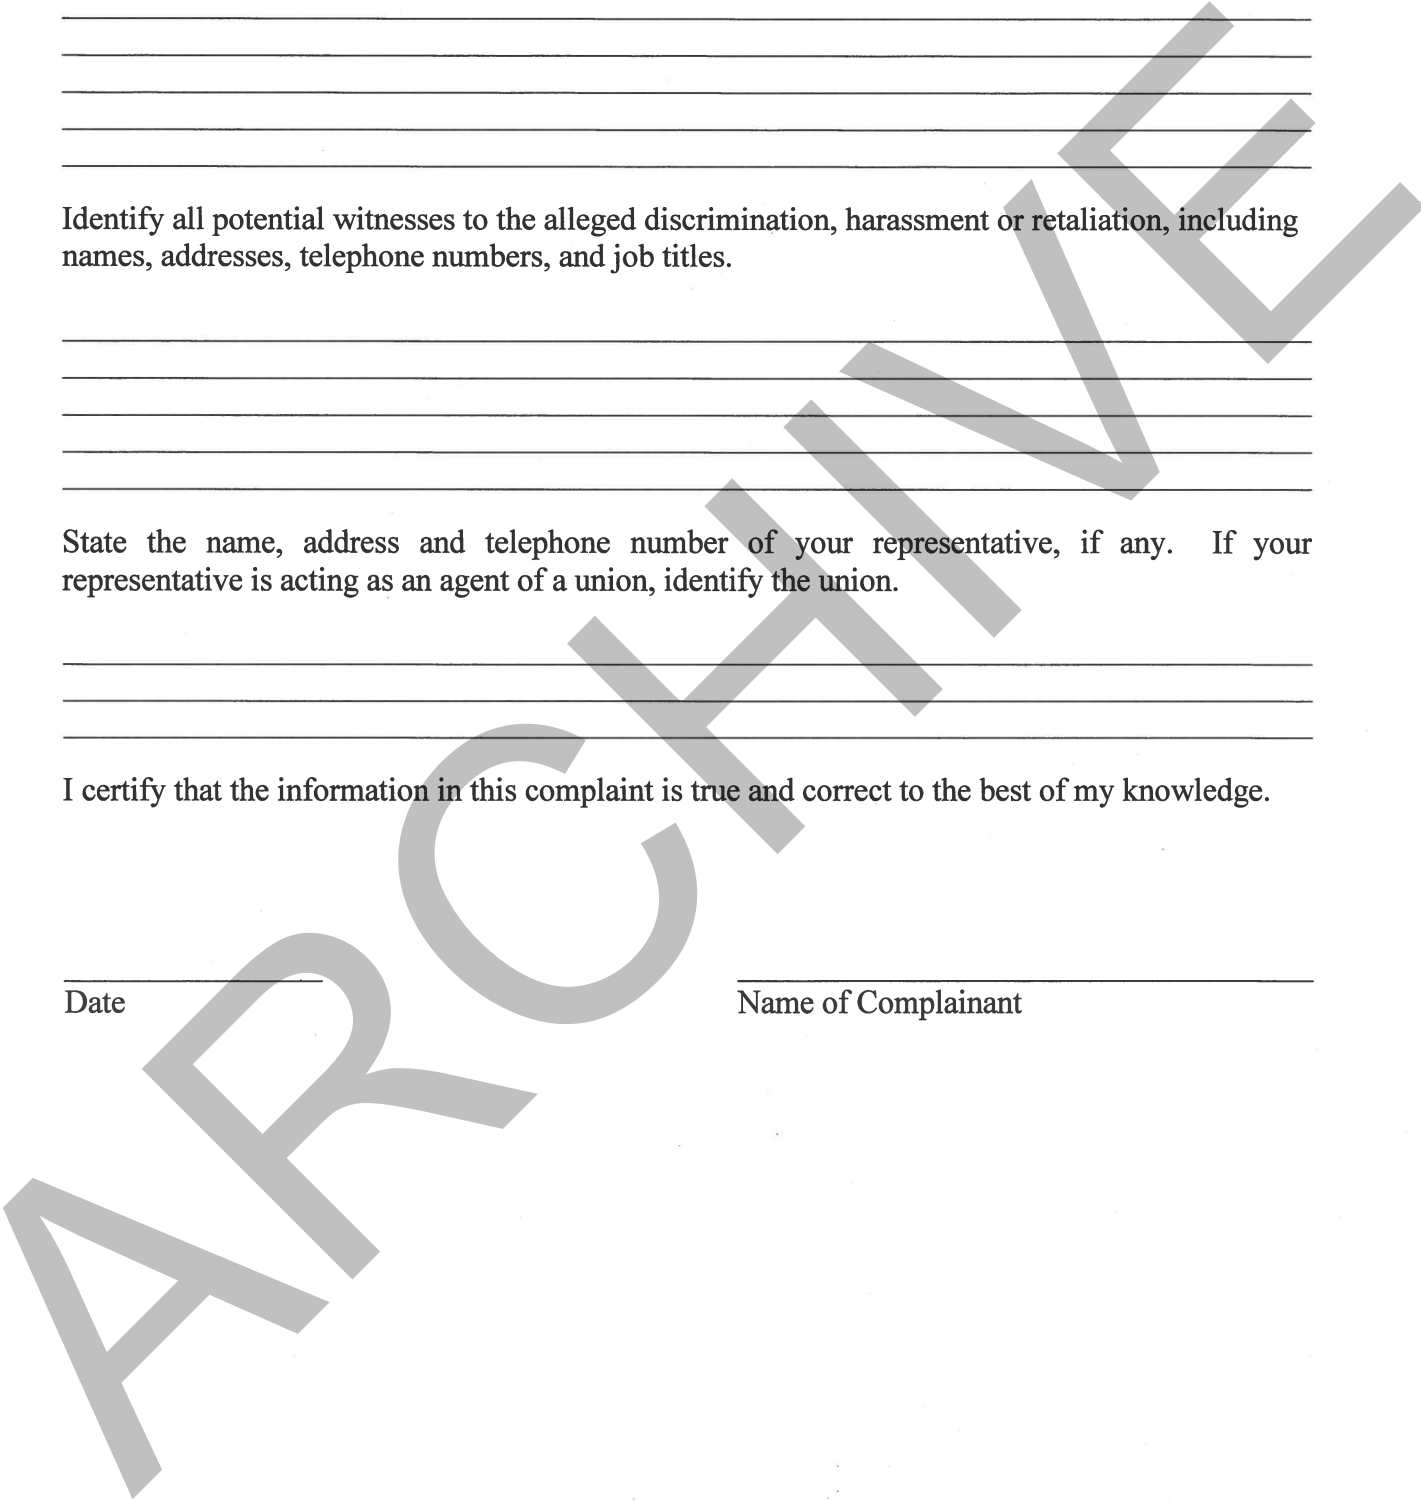 Identify all potential witnesses to the alleged discrimination, harassment or retaliation, including
names, addresses, telephone numbers, and job titles.
State the name, address and telephone number of your representative, if any. If your
representative is acting as an agent of a union, identify the union.
I certify that the information in this complaint is true and correct to the best of my knowledge.
Date
Name of Complainant
ARCHIVE